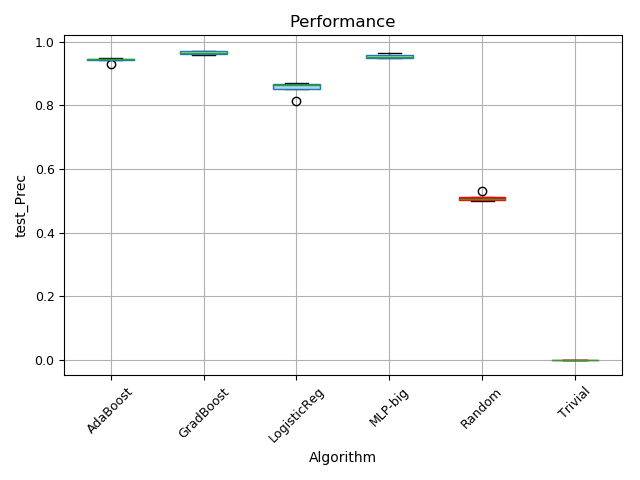 Performance
test_Prec
1.0
0.8
0.6
0.4
0.2
0.0
AdaBoost
GradBoost
LogisticReg
MLP-big
Random
Trivial
Algorithm